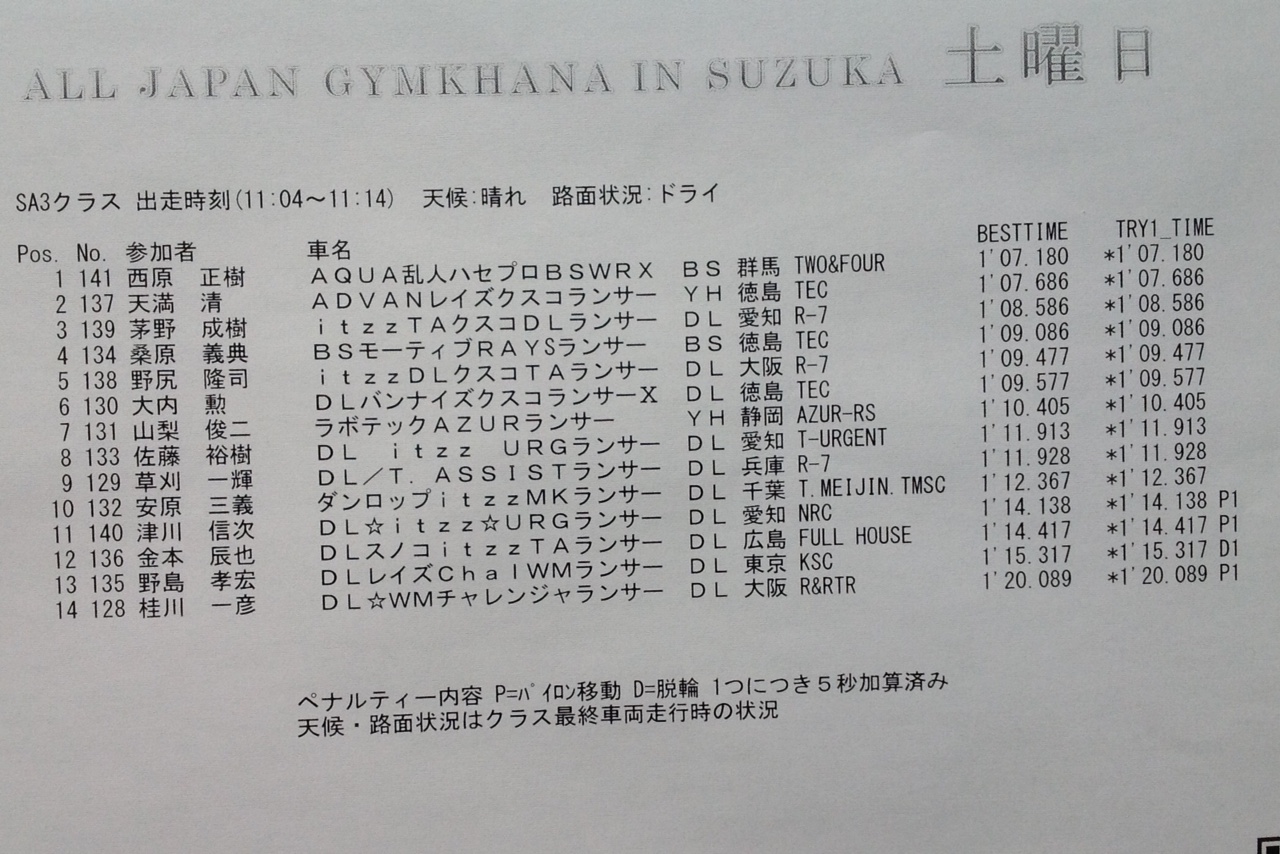 ALL JAPAN GYMKHANA IN SUZUKA 土曜日
SA3クラス 出走時刻(11:04～11:14) 天候:晴れ 路面状況:ドライ
Pos. No. 参加者 車名 BESTTIME TRY1_TIME
1 141 西原 正樹 ＡＱＵＡ乱人ハセプロＢＳＷＲＸ ＢＳ 群馬 TWO&FOUR 1'07.180 *1'07.180
2 137 天満 清 ＡＤＶＡＮレイズクスコランサー ＹＨ 徳島 TEC 1'07.686 *1'07.686
3 139 茅野 成樹 ｉｔｚｚＴＡクスコＤＬランサー ＤＬ 愛知 R-7 1'08.586 *1'08.586
4 134 桑原 義典 ＢＳモーティブＲＡＹＳランサー ＢＳ 徳島 TEC 1'09.086 *1'09.086
5 138 野尻 隆司 ｉｔｚｚＤＬクスコＴＡランサー ＤＬ 大阪 R-7 1'09.477 *1'09.477
6 130 大内 勲 ＤＬバンナイズクスコランサーＸ ＤＬ 徳島 TEC 1'09.577 *1'09.577
7 131 山梨 俊二 ラボテックＡＺＵＲランサー ＹＨ 静岡 AZUR-RS 1'10.405 *1'10.405
8 133 佐藤 裕樹 ＤＬ ｉｔｚｚ ＵＲＧランサー ＤＬ 愛知 T-URGENT 1'11.913 *1'11.913
9 129 草刈 一輝 ＤＬ／Ｔ．ＡＳＳＩＳＴランサー ＤＬ 兵庫 R-7 1'11.928 *1'11.928
10 132 安原 三義 ダンロップｉｔｚｚＭＫランサー ＤＬ 千葉 T.MEIJIN.TMSC 1'12.367 *1'12.367
11 140 津川 信次 ＤＬ☆ｉｔｚｚ☆ＵＲＧランサー ＤＬ 愛知 NRC 1'14.138 *1'14.138 P1
12 136 金本 辰也 ＤＬスノコｉｔｚｚＴＡランサー ＤＬ 広島 FULL HOUSE 1'14.417 *1'14.417 P1
13 135 野島 孝宏 ＤＬレイズＣｈａｌＷＭランサー ＤＬ 東京 KSC 1'15.317 *1'15.317 D1
14 128 桂川 一彦 ＤＬ☆ＷＭチャレンジャランサー ＤＬ 大阪 R&RTR 1'20.089 *1'20.089 P1
ペナルティー内容 P=ﾊﾟｲﾛﾝ移動 D=脱輪 1つにつき５秒加算済み
天候・路面状況はクラス最終車両走行時の状況